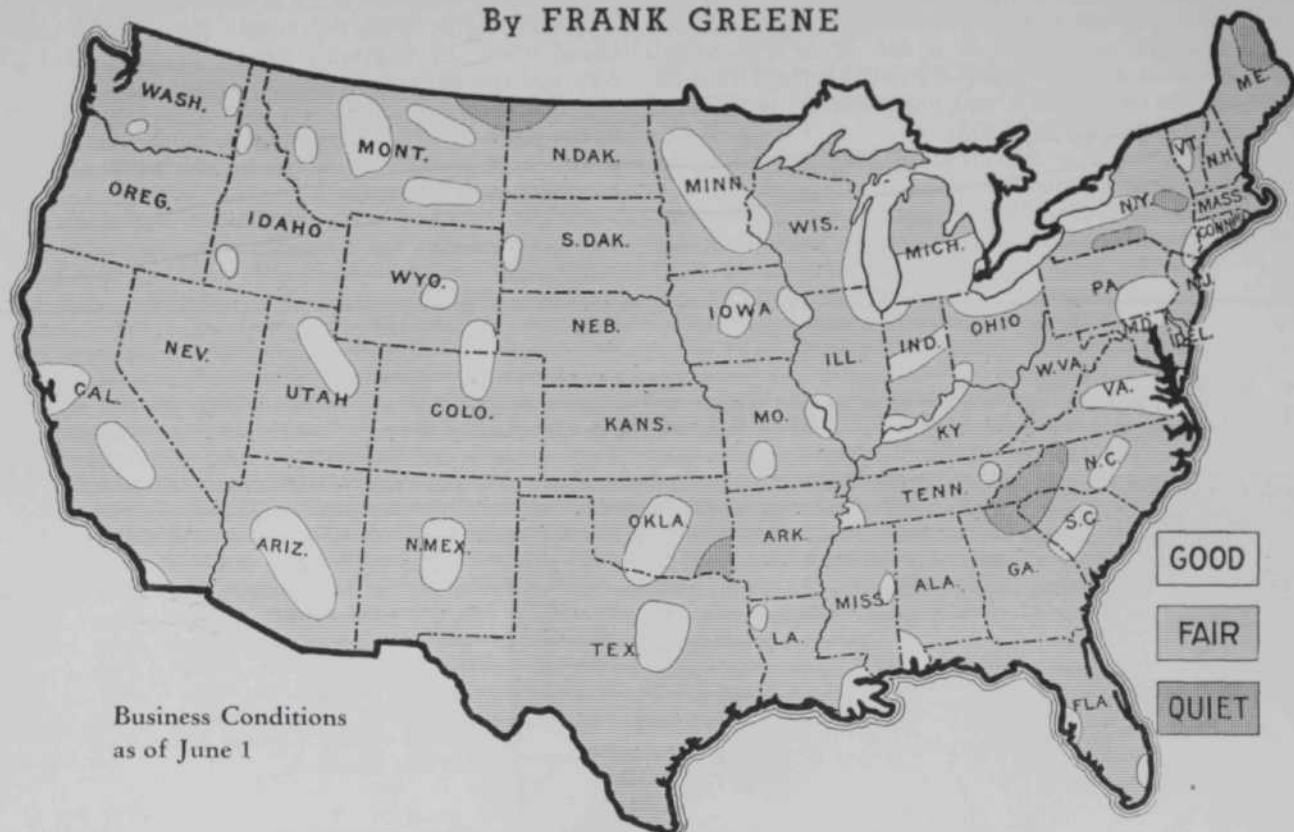 By FRANK GREENE
WASH.
OREG.
IDAHO
MONT.
N.DAK.
S.DAK.
WYO.
NEB.
NEV.
UTAH
COLO.
KANS.
CAL.
ARIZ.
N.MEX.
OKLA.
TEX
MINN.
WIS.
MICH.
IOWA
ILL.
IND.
OHIO
MO.
KY
TENN.
ARK.
LA.
MISS.
ALA.
GA.
FLA
S.C.
N.C.
VA.
W.VA.
MD.
DEL.
PA.
N.J.
N.Y.
CONN.
MASS.
VT.
N.H.
ME.
GOOD
FAIR
QUIET
Business Conditions
as of June 1